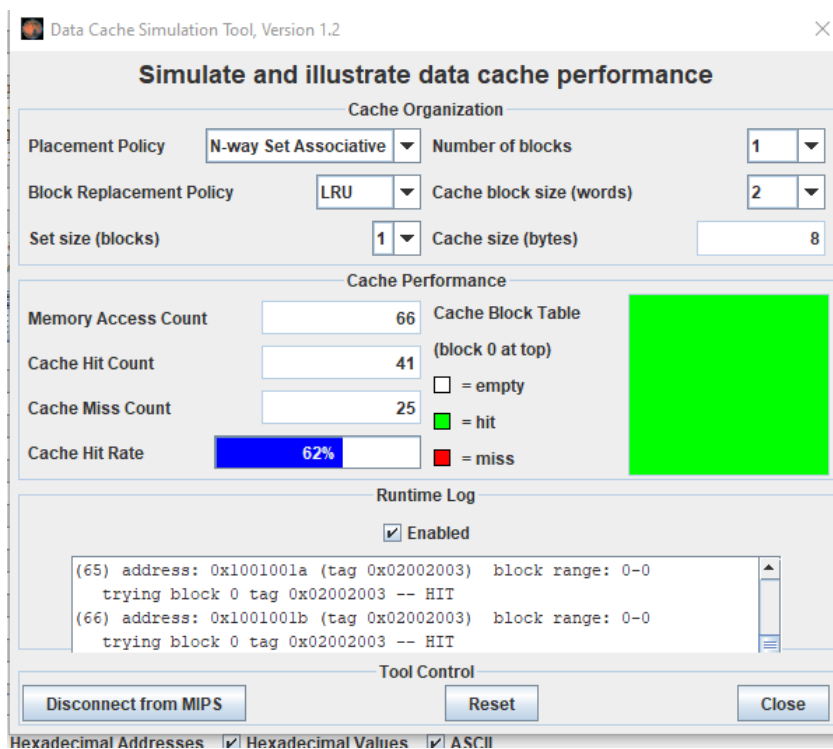 Data Cache Simulation Tool, Version 1.2
Simulate and illustrate data cache performance
Cache Organization
Placement Policy N-way Set Associative Number of blocks 1
Block Replacement Policy LRU Cache block size (words) 2
Set size (blocks) 1 Cache size (bytes) 8
Cache Performance
Memory Access Count 66 Cache Block Table
(block 0 at top)
Cache Hit Count 41
= empty
Cache Miss Count 25
= hit
Cache Hit Rate 62%
= miss
Runtime Log
Enabled
(65) address: 0x1001001a (tag 0x02002003) block range: 0-0
trying block 0 tag 0x02002003 -- HIT
(66) address: 0x1001001b (tag 0x02002003) block range: 0-0
trying block 0 tag 0x02002003 -- HIT
Tool Control
Disconnect from MIPS Reset Close
Hexadecimal Addresses Hexadecimal Values ASCII